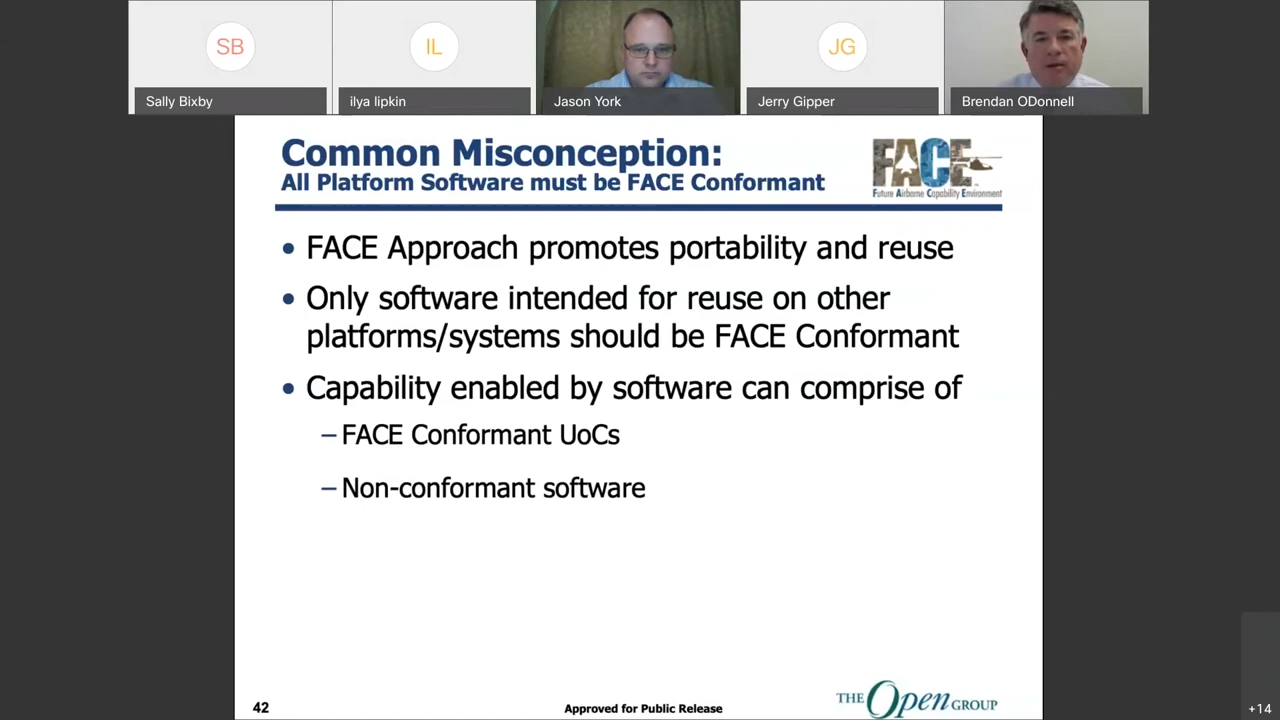 SB
IL
JG
Sally Bixby
ilya lipkin
Jason York
Jerry Gipper
Brendan ODonnell
Common Misconception:
All Platform Software must be FACE Conformant
FACE
Future Airborne Capability Environment
• FACE Approach promotes portability and reuse
• Only software intended for reuse on other
platforms/systems should be FACE Conformant
• Capability enabled by software can comprise of
– FACE Conformant UoCs
– Non-conformant software
42
Approved for Public Release
THE Open GROUP
+14